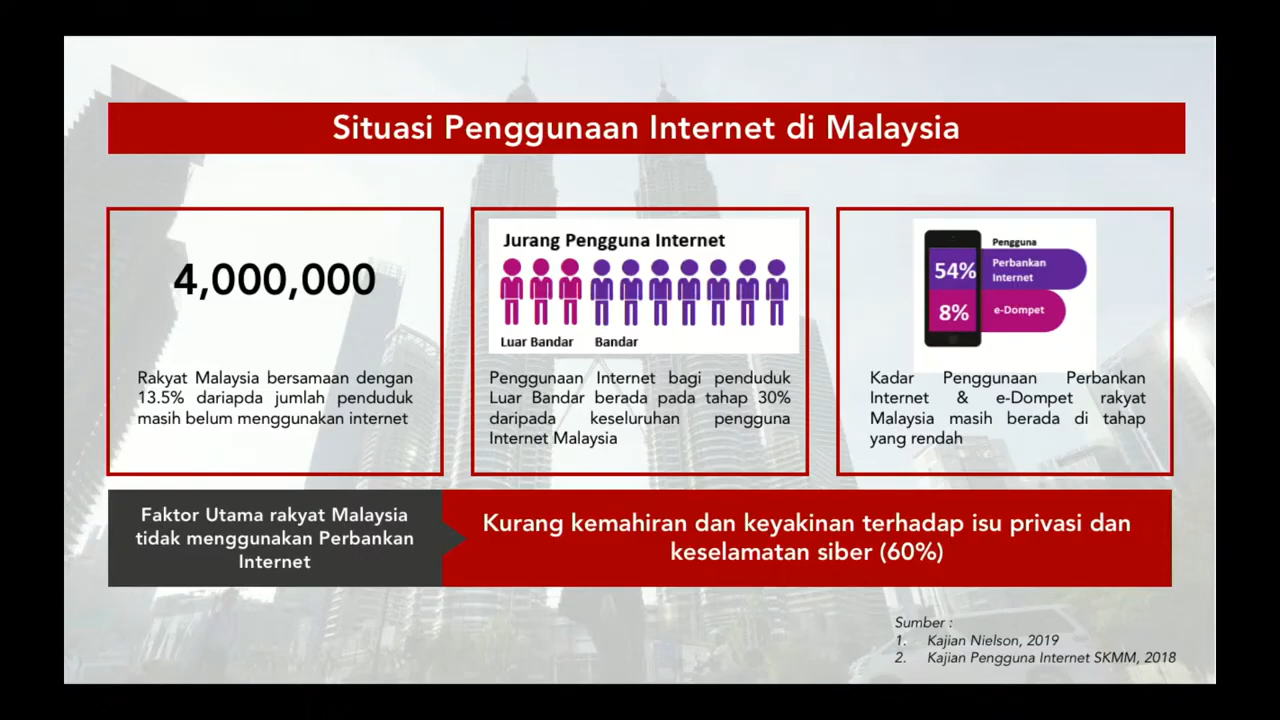 Situasi Penggunaan Internet di Malaysia
4,000,000
Rakyat Malaysia bersamaan dengan
13.5% dariapda jumlah penduduk
masih belum menggunakan internet
Jurang Pengguna Internet
Luar Bandar
Bandar
Penggunaan Internet bagi penduduk
Luar Bandar berada pada tahap 30%
daripada keseluruhan pengguna
Internet Malaysia
Pengguna
54%
Perbankan
Internet
8%
e-Dompet
Kadar Penggunaan Perbankan
Internet & e-Dompet rakyat
Malaysia masih berada di tahap
yang rendah
Faktor Utama rakyat Malaysia
tidak menggunakan Perbankan
Internet
Kurang kemahiran dan keyakinan terhadap isu privasi dan
keselamatan siber (60%)
Sumber :
1. Kajian Nielson, 2019
2. Kajian Pengguna Internet SKMM, 2018